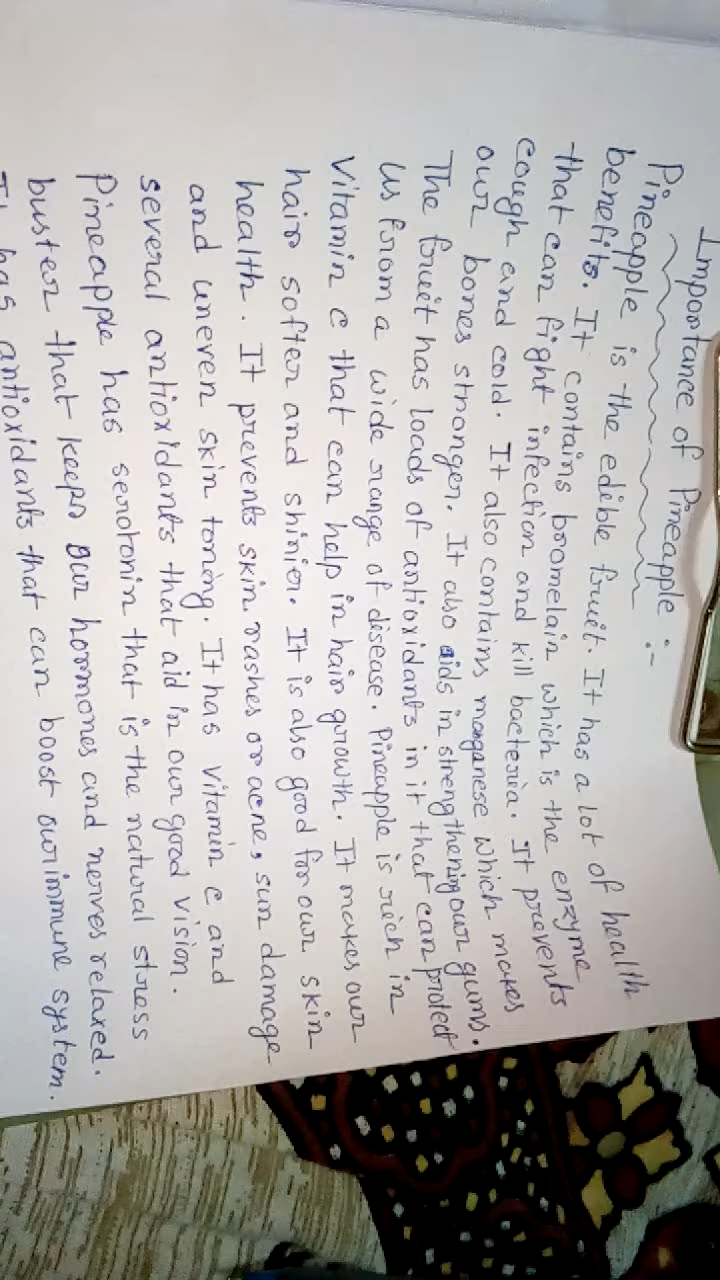 Importance of Pineapple :-
Pineapple is the edible fruit. It has a lot of health
benefits. It contains bromelain which is the enzyme
that can fight infection and kill bacteria. It prevents
cough and cold. It also contains manganese which makes
our bones stronger. It also aids in strengthening our gums.
The fruit has loads of antioxidants in it that can protect
us from a wide range of disease. Pineapple is rich in
vitamin c that can help in hair growth. It makes our
hair softer and shinier. It is also good for our skin
health. It prevents skin rashes or acne, sun damage
and uneven skin toning. It has vitamin c and
several antioxidants that aid in our good vision.
Pineapple has serotonin that is the natural stress
buster that keeps our hormones and nerves relaxed.
It has antioxidants that can boost our immune system.